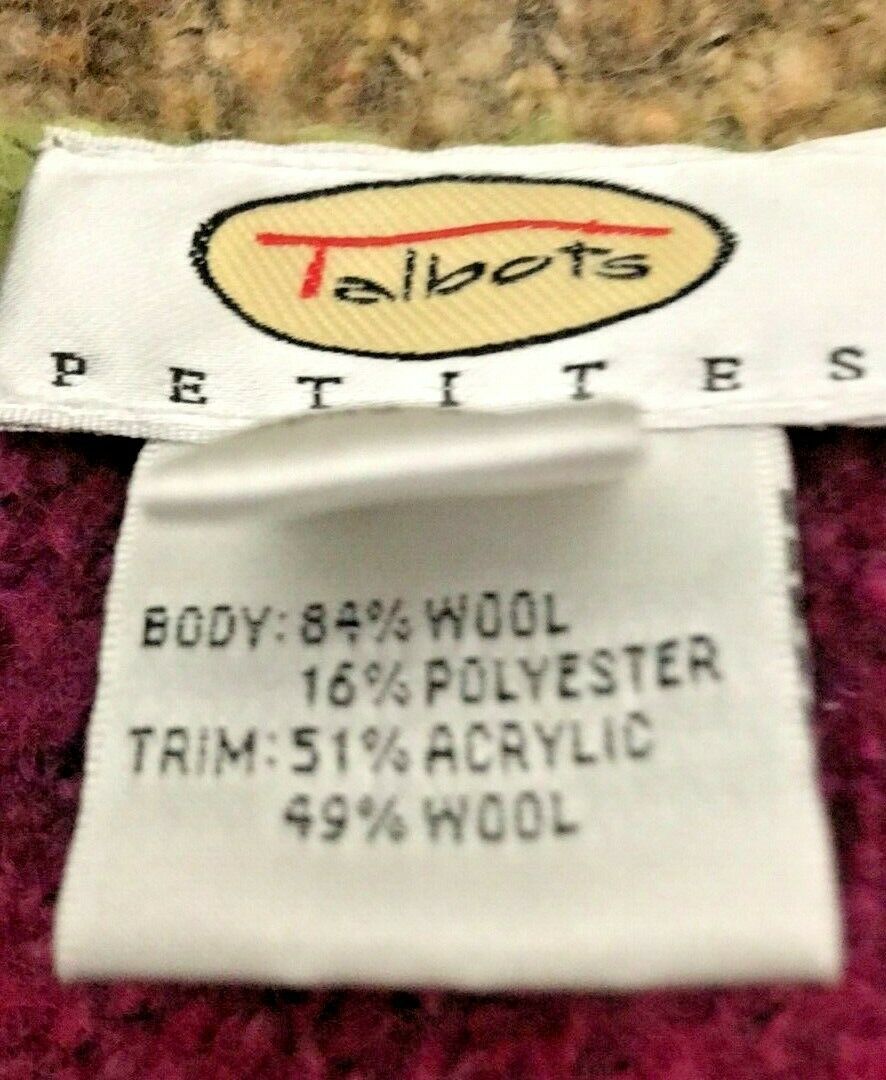 Talbots
PETITES
BODY: 84% WOOL
16% POLYESTER
TRIM: 51% ACRYLIC
49% WOOL